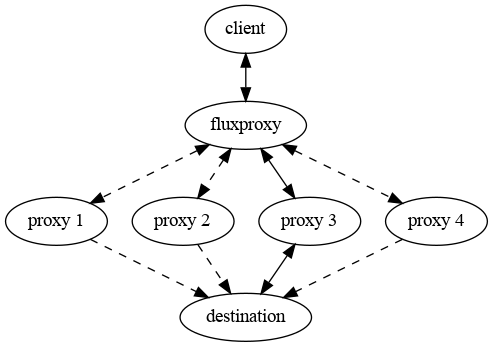 client
fluxproxy
proxy 1
proxy 2
proxy 3
proxy 4
destination